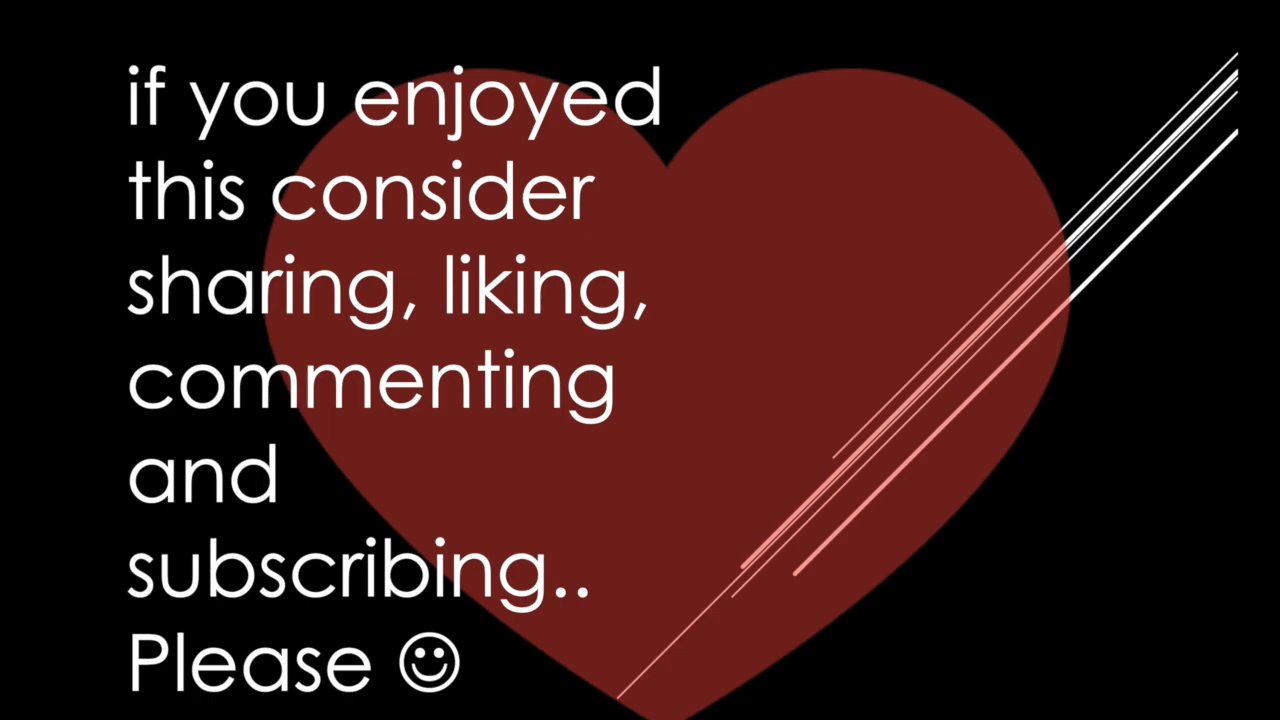 if you enjoyed
this consider
sharing, liking,
commenting
and
subscribing..
Please ☺